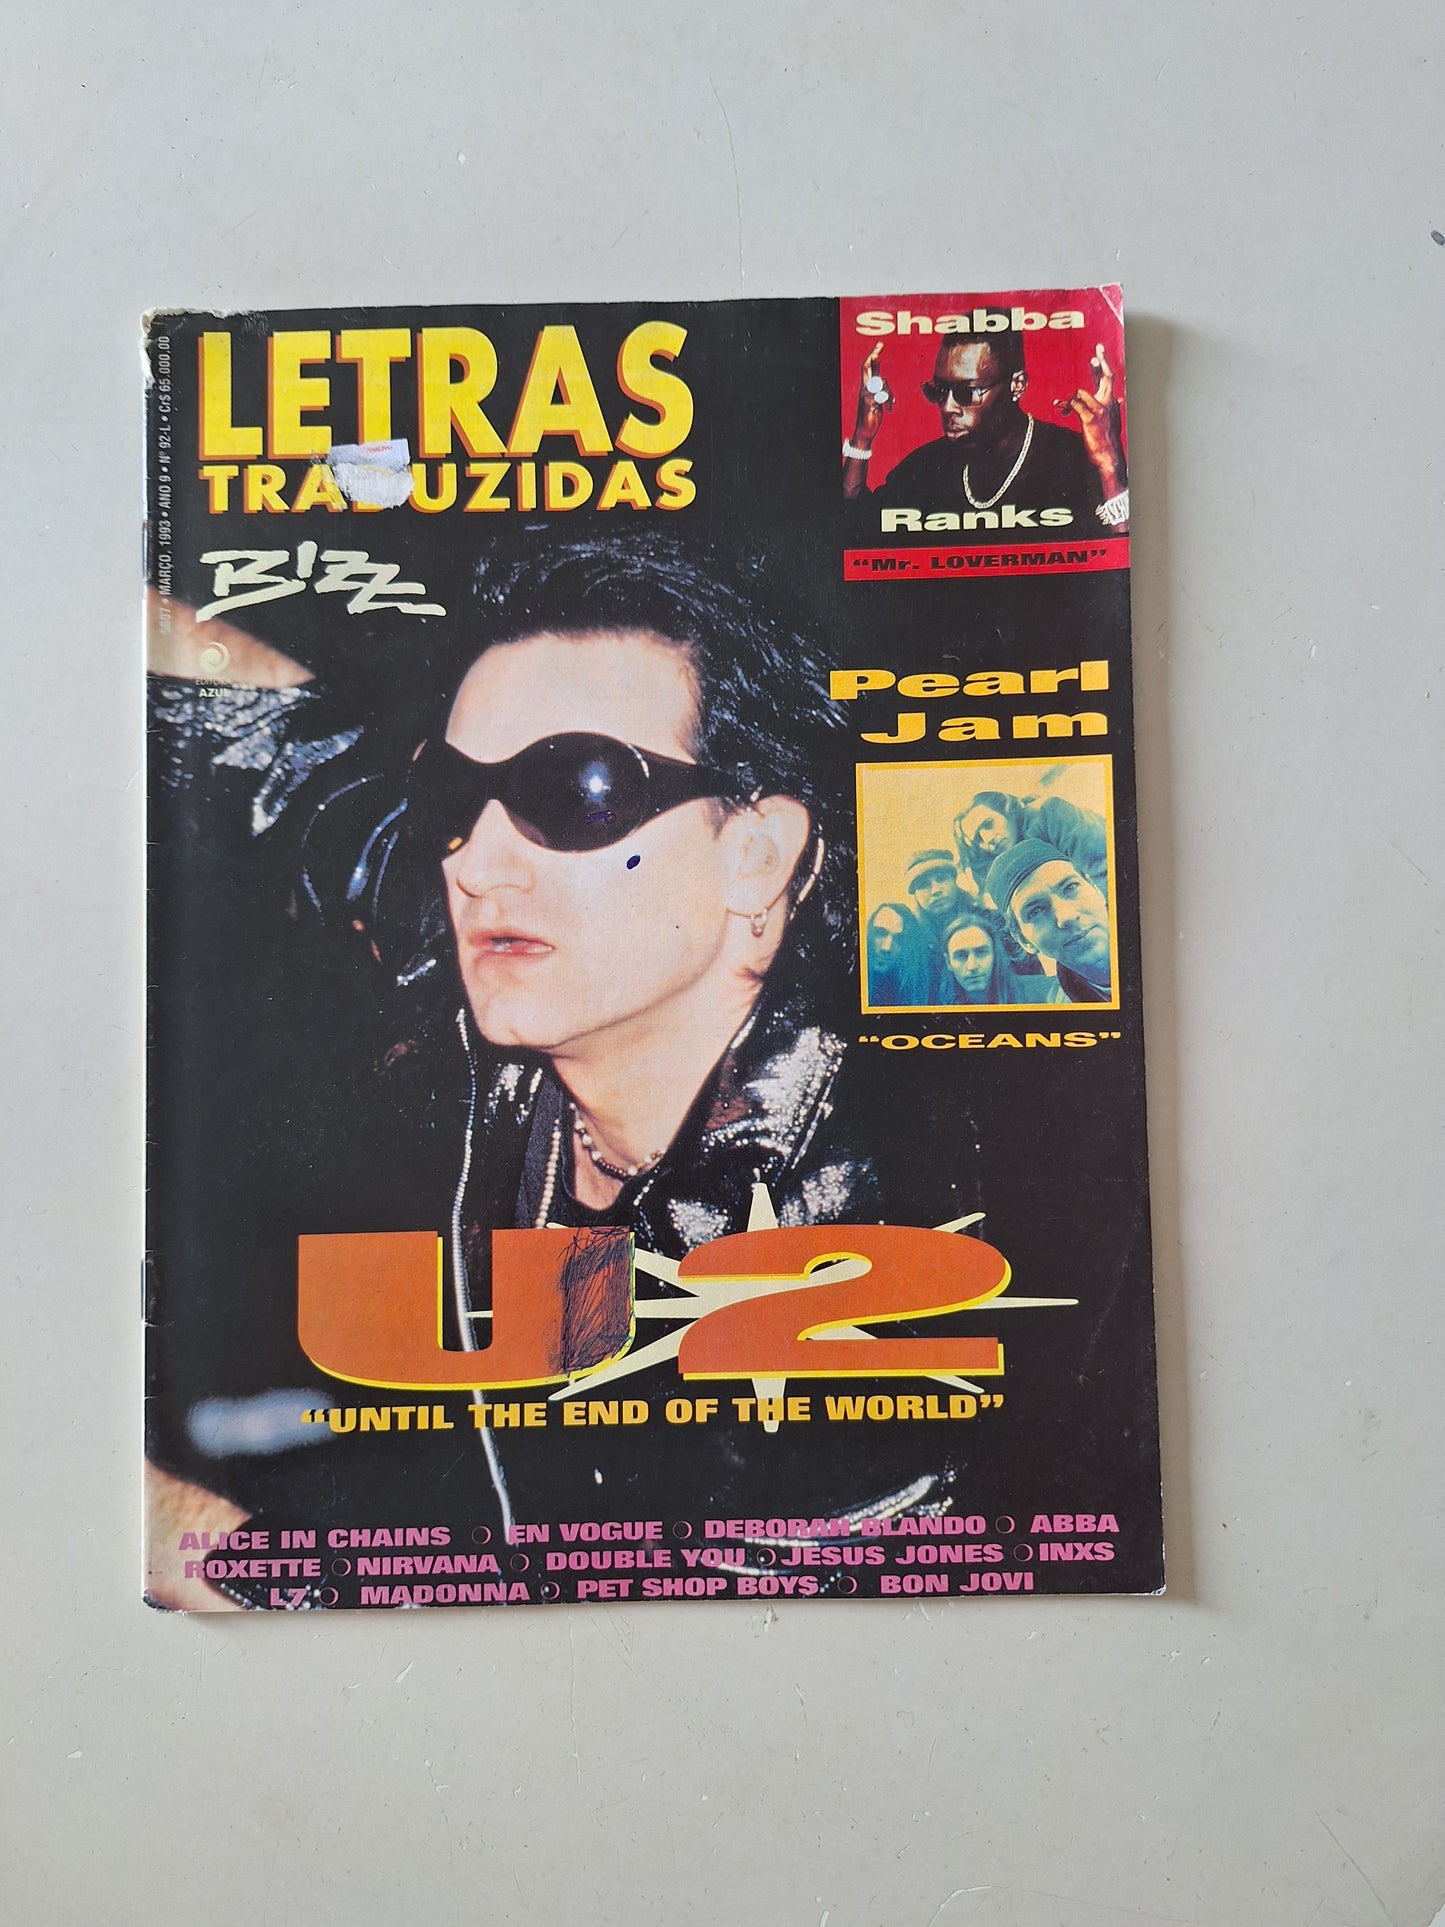 5607 • MARÇO, 1993 • ANO 9 • Nº 92-L • Cr$ 65.000,00
LETRAS
TRADUZIDAS
BIZZ
EDITORA
AZUL
Shabba
Ranks
“Mr. LOVERMAN”
Pearl
Jam
“OCEANS”
U2
“UNTIL THE END OF THE WORLD”
ALICE IN CHAINS ❍ EN VOGUE ❍ DEBORAH BLANDO ❍ ABBA
ROXETTE ❍ NIRVANA ❍ DOUBLE YOU ❍ JESUS JONES ❍ INXS
L7 ❍ MADONNA ❍ PET SHOP BOYS ❍ BON JOVI